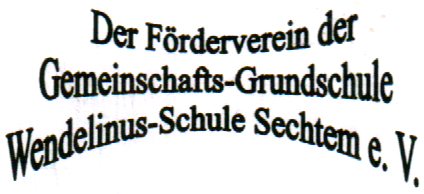 Der Förderverein der
Gemeinschafts-Grundschule
Wendelinus-Schule Sechtem e. V.